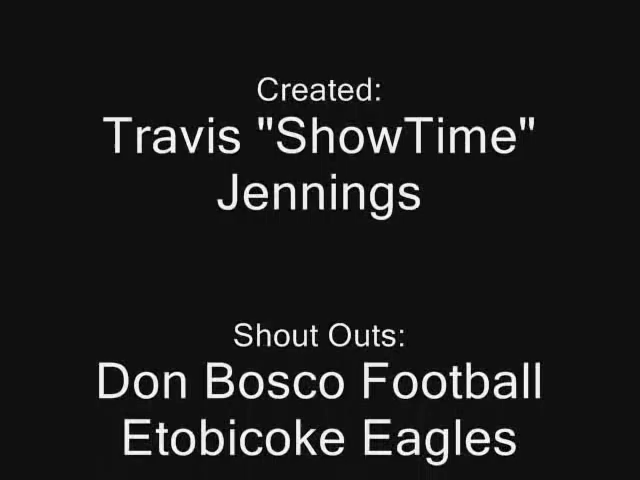 Created:
Travis "ShowTime"
Jennings
Shout Outs:
Don Bosco Football
Etobicoke Eagles